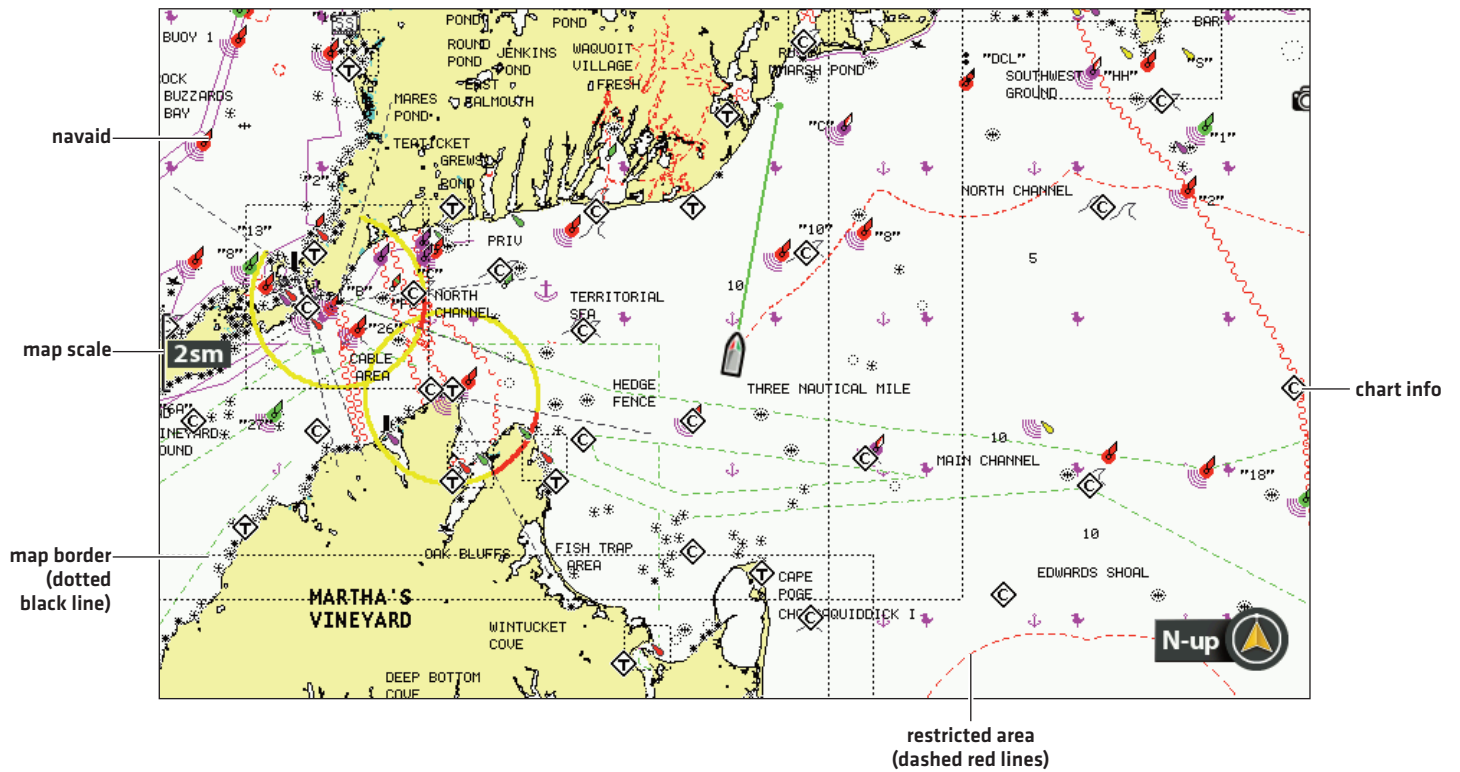 SS
POND
POND
BAR
BUOY 1
ROUND
POND
JENKINS
POND
WAQUOIT
VILLAGE
MARSH POND
"DCL"
"S"
SOUTHWEST
GROUND
"HH"
BUZZARDS
BAY
EAST
FALMOUTH
FRESH
MARES
POND
"C"
"1"
navaid
TEATICKET
GREWS
POND
"2"
NORTH CHANNEL
"2"
"13"
"8"
PRIV
"10"
"8"
5
"C"
"B"
NORTH
CHANNEL
TERRITORIAL
SEA
10
"26"
map scale
2sm
CABLE
AREA
HEDGE
FENCE
THREE NAUTICAL MILE
chart info
"6A"
"27"
VINEYARD
10
MAIN CHANNEL
"18"
10
map border
(dotted
black line)
OAK BLUFFS
FISH TRAP
AREA
CAPE
POGE
EDWARDS SHOAL
MARTHA'S
VINEYARD
WINTUCKET
COVE
N-up
DEEP BOTTOM
COVE
restricted area
(dashed red lines)